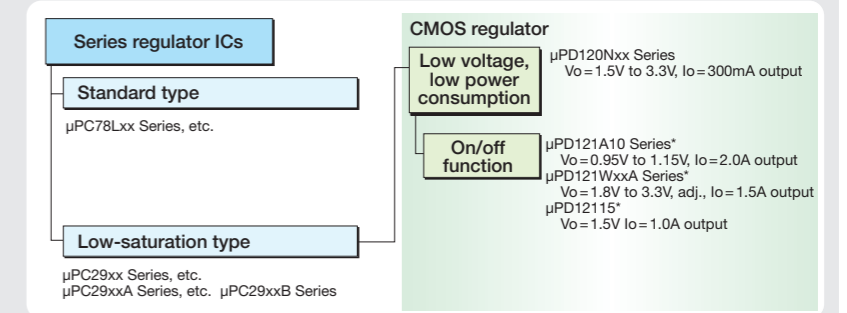 Series regulator ICs
Standard type
µPC78Lxx Series, etc.
Low-saturation type
µPC29xx Series, etc.
µPC29xxA Series, etc. µPC29xxB Series
CMOS regulator
Low voltage,
low power
consumption
µPD120Nxx Series
Vo=1.5V to 3.3V, Io=300mA output
On/off
function
µPD121A10 Series*
Vo=0.95V to 1.15V, Io=2.0A output
µPD121WxxA Series*
Vo=1.8V to 3.3V, adj., Io=1.5A output
µPD12115*
Vo=1.5V Io=1.0A output